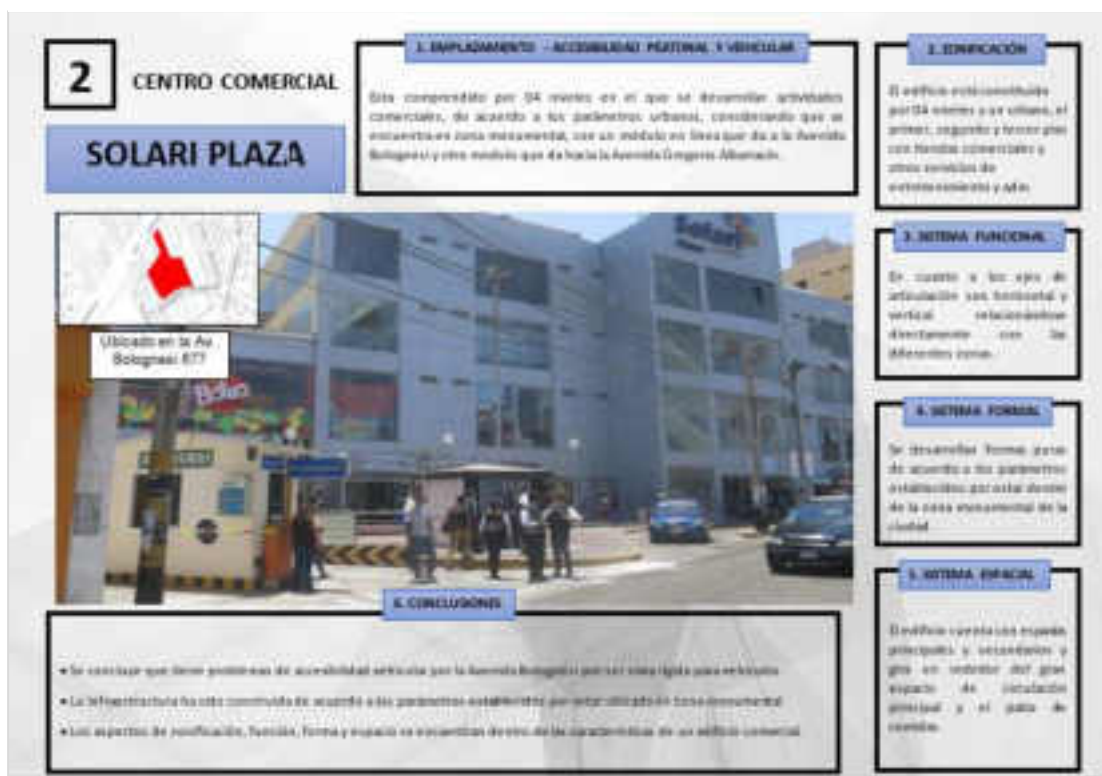 2
CENTRO COMERCIAL
SOLARI PLAZA
1. EMPLAZAMIENTO - ACCESIBILIDAD PEATONAL Y VEHICULAR
Esta comprendido por 04 niveles en el que se desarrollan actividades
comerciales, de acuerdo a los parámetros urbanos, considerando que se
encuentra en zona monumental, con un módulo en línea que da a la Avenida
Bolognesi y otro módulo que da hacia la Avenida Gregorio Albarracín.
2. ZONIFICACIÓN
El edificio está constituido
por 04 niveles y un sótano, el
primer, segundo y tercer piso
con tiendas comerciales y
otros servicios de
entretenimiento y
3. SISTEMA FUNCIONAL
En cuanto a los ejes de
articulación son horizontal y
vertical relacionándose
directamente con las
diferentes zonas.
Solari
Ubicado en la Av.
Bolognesi 677
4. SISTEMA FORMAL
Se desarrollan formas puras
de acuerdo a los parámetros
establecidos por estar dentro
de la zona monumental de la
ciudad
5. SISTEMA ESPACIAL
El edificio cuenta con espacios
principales y secundarios y
gira en rededor del gran
espacio de circulación
principal y el patio de
comidas.
6. CONCLUSIONES
• Se concluye que tiene problemas de accesibilidad vehicular por la Avenida Bolognesi por ser zona rígida para vehículos
• La infraestructura ha sido construida de acuerdo a los parámetros establecidos por estar ubicado en zona monumental
• Los aspectos de zonificación, función, forma y espacio se encuentran dentro de las características de un edificio comercial.